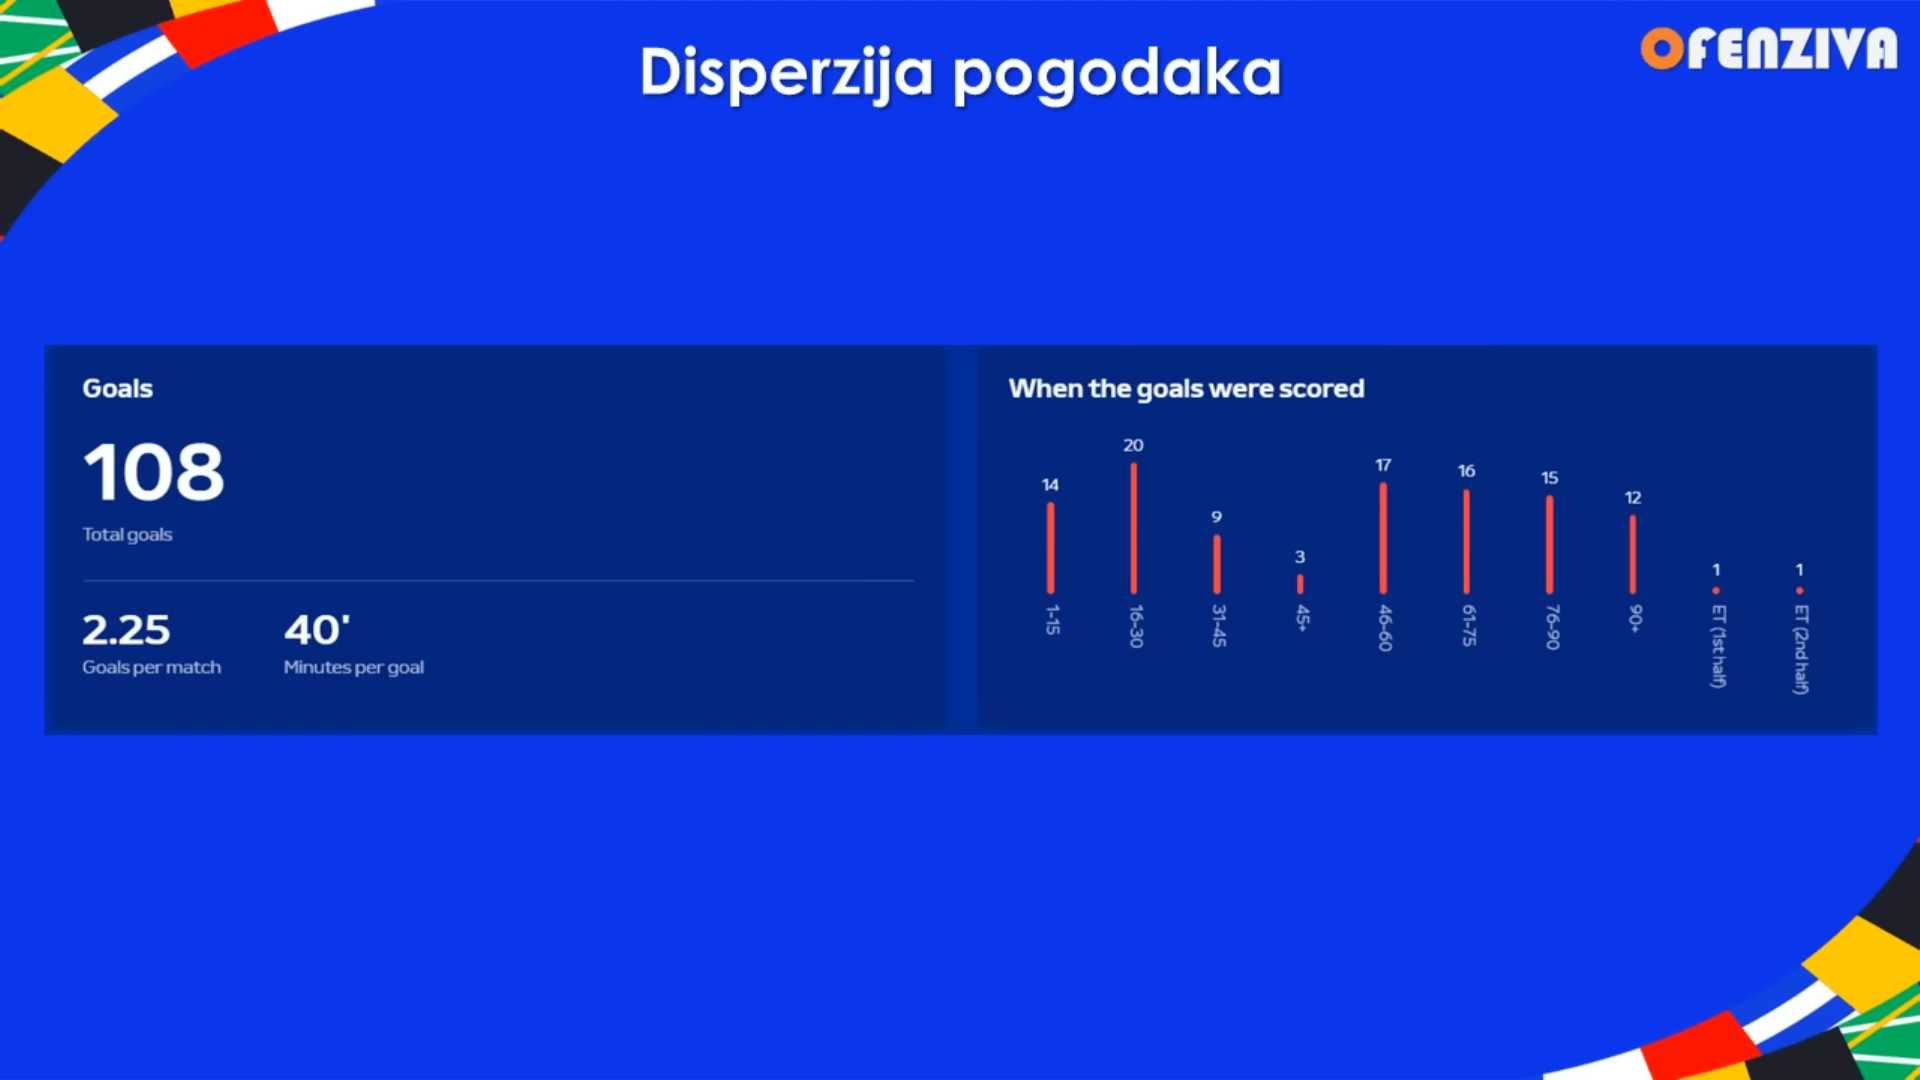 Disperzija pogodaka
OFENZIVA
Goals
108
Total goals
2.25
Goals per match
40'
Minutes per goal
When the goals were scored
14
20
9
3
17
16
15
12
1
1
1-15
16-30
31-45
45+
46-60
61-75
76-90
90+
ET (1st half)
ET (2nd half)